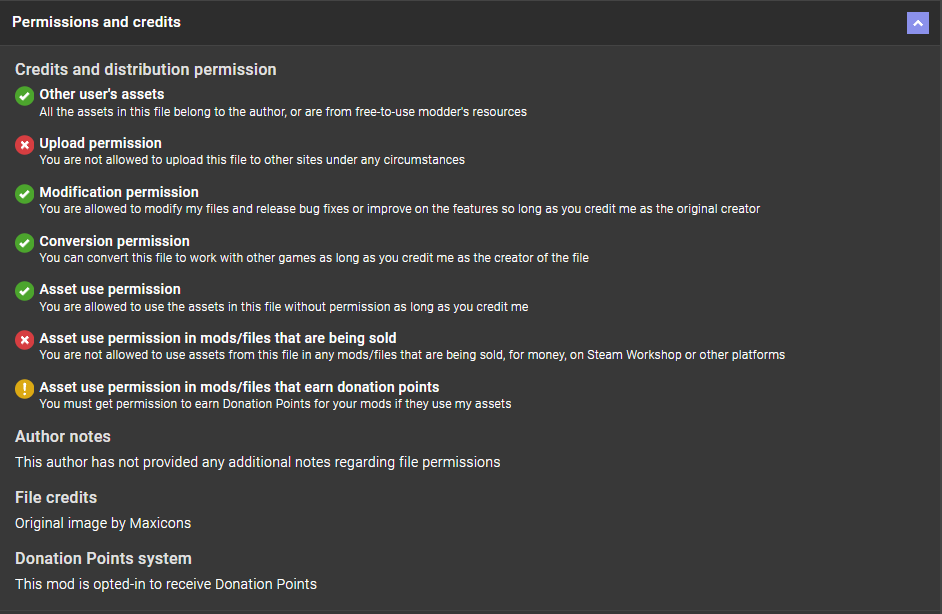 Permissions and credits
Credits and distribution permission
Other user's assets
All the assets in this file belong to the author, or are from free-to-use modder's resources
Upload permission
You are not allowed to upload this file to other sites under any circumstances
Modification permission
You are allowed to modify my files and release bug fixes or improve on the features so long as you credit me as the original creator
Conversion permission
You can convert this file to work with other games as long as you credit me as the creator of the file
Asset use permission
You are allowed to use the assets in this file without permission as long as you credit me
Asset use permission in mods/files that are being sold
You are not allowed to use assets from this file in any mods/files that are being sold, for money, on Steam Workshop or other platforms
Asset use permission in mods/files that earn donation points
You must get permission to earn Donation Points for your mods if they use my assets
Author notes
This author has not provided any additional notes regarding file permissions
File credits
Original image by Maxicons
Donation Points system
This mod is opted-in to receive Donation Points